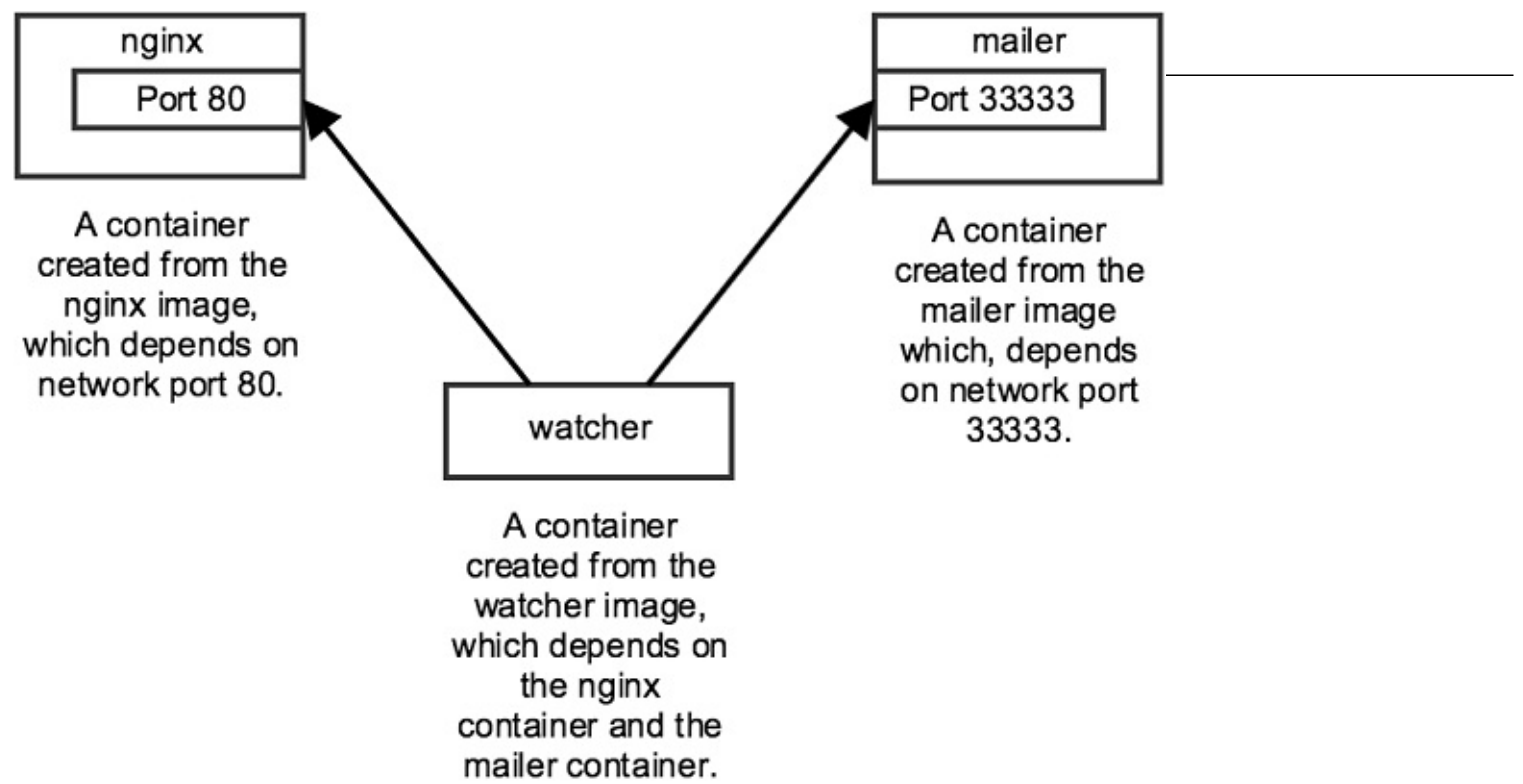 nginx
Port 80
A container
created from the
nginx image,
which depends on
network port 80.
mailer
Port 33333
A container
created from the
mailer image
which, depends
on network port
33333.
watcher
A container
created from the
watcher image,
which depends on
the nginx
container and the
mailer container.